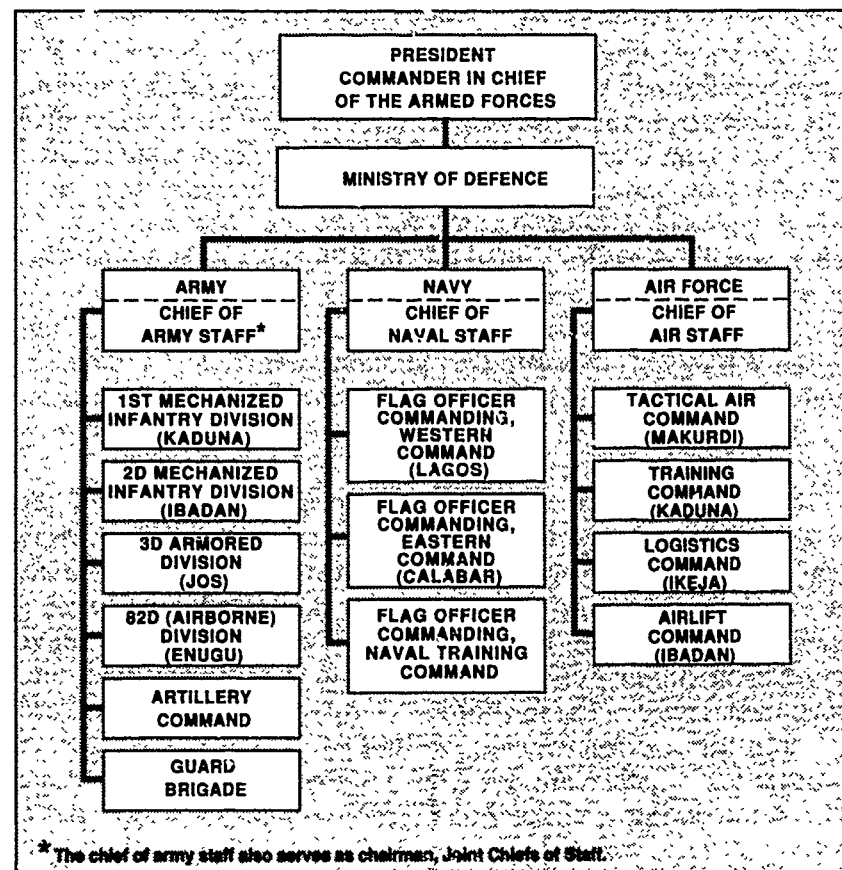 PRESIDENT
COMMANDER IN CHIEF
OF THE ARMED FORCES
MINISTRY OF DEFENCE
ARMY
CHIEF OF
ARMY STAFF*
1ST MECHANIZED
INFANTRY DIVISION
(KADUNA)
2D MECHANIZED
INFANTRY DIVISION
(IBADAN)
3D ARMORED
DIVISION
(JOS)
82D (AIRBORNE)
DIVISION
(ENUGU)
ARTILLERY
COMMAND
GUARD
BRIGADE
NAVY
CHIEF OF
NAVAL STAFF
FLAG OFFICER
COMMANDING,
WESTERN
COMMAND
(LAGOS)
FLAG OFFICER
COMMANDING,
EASTERN
COMMAND
(CALABAR)
FLAG OFFICER
COMMANDING,
NAVAL TRAINING
COMMAND
AIR FORCE
CHIEF OF
AIR STAFF
TACTICAL AIR
COMMAND
(MAKURDI)
TRAINING
COMMAND
(KADUNA)
LOGISTICS
COMMAND
(IKEJA)
AIRLIFT
COMMAND
(IBADAN)
* The chief of army staff also serves as chairman, Joint Chiefs of Staff.